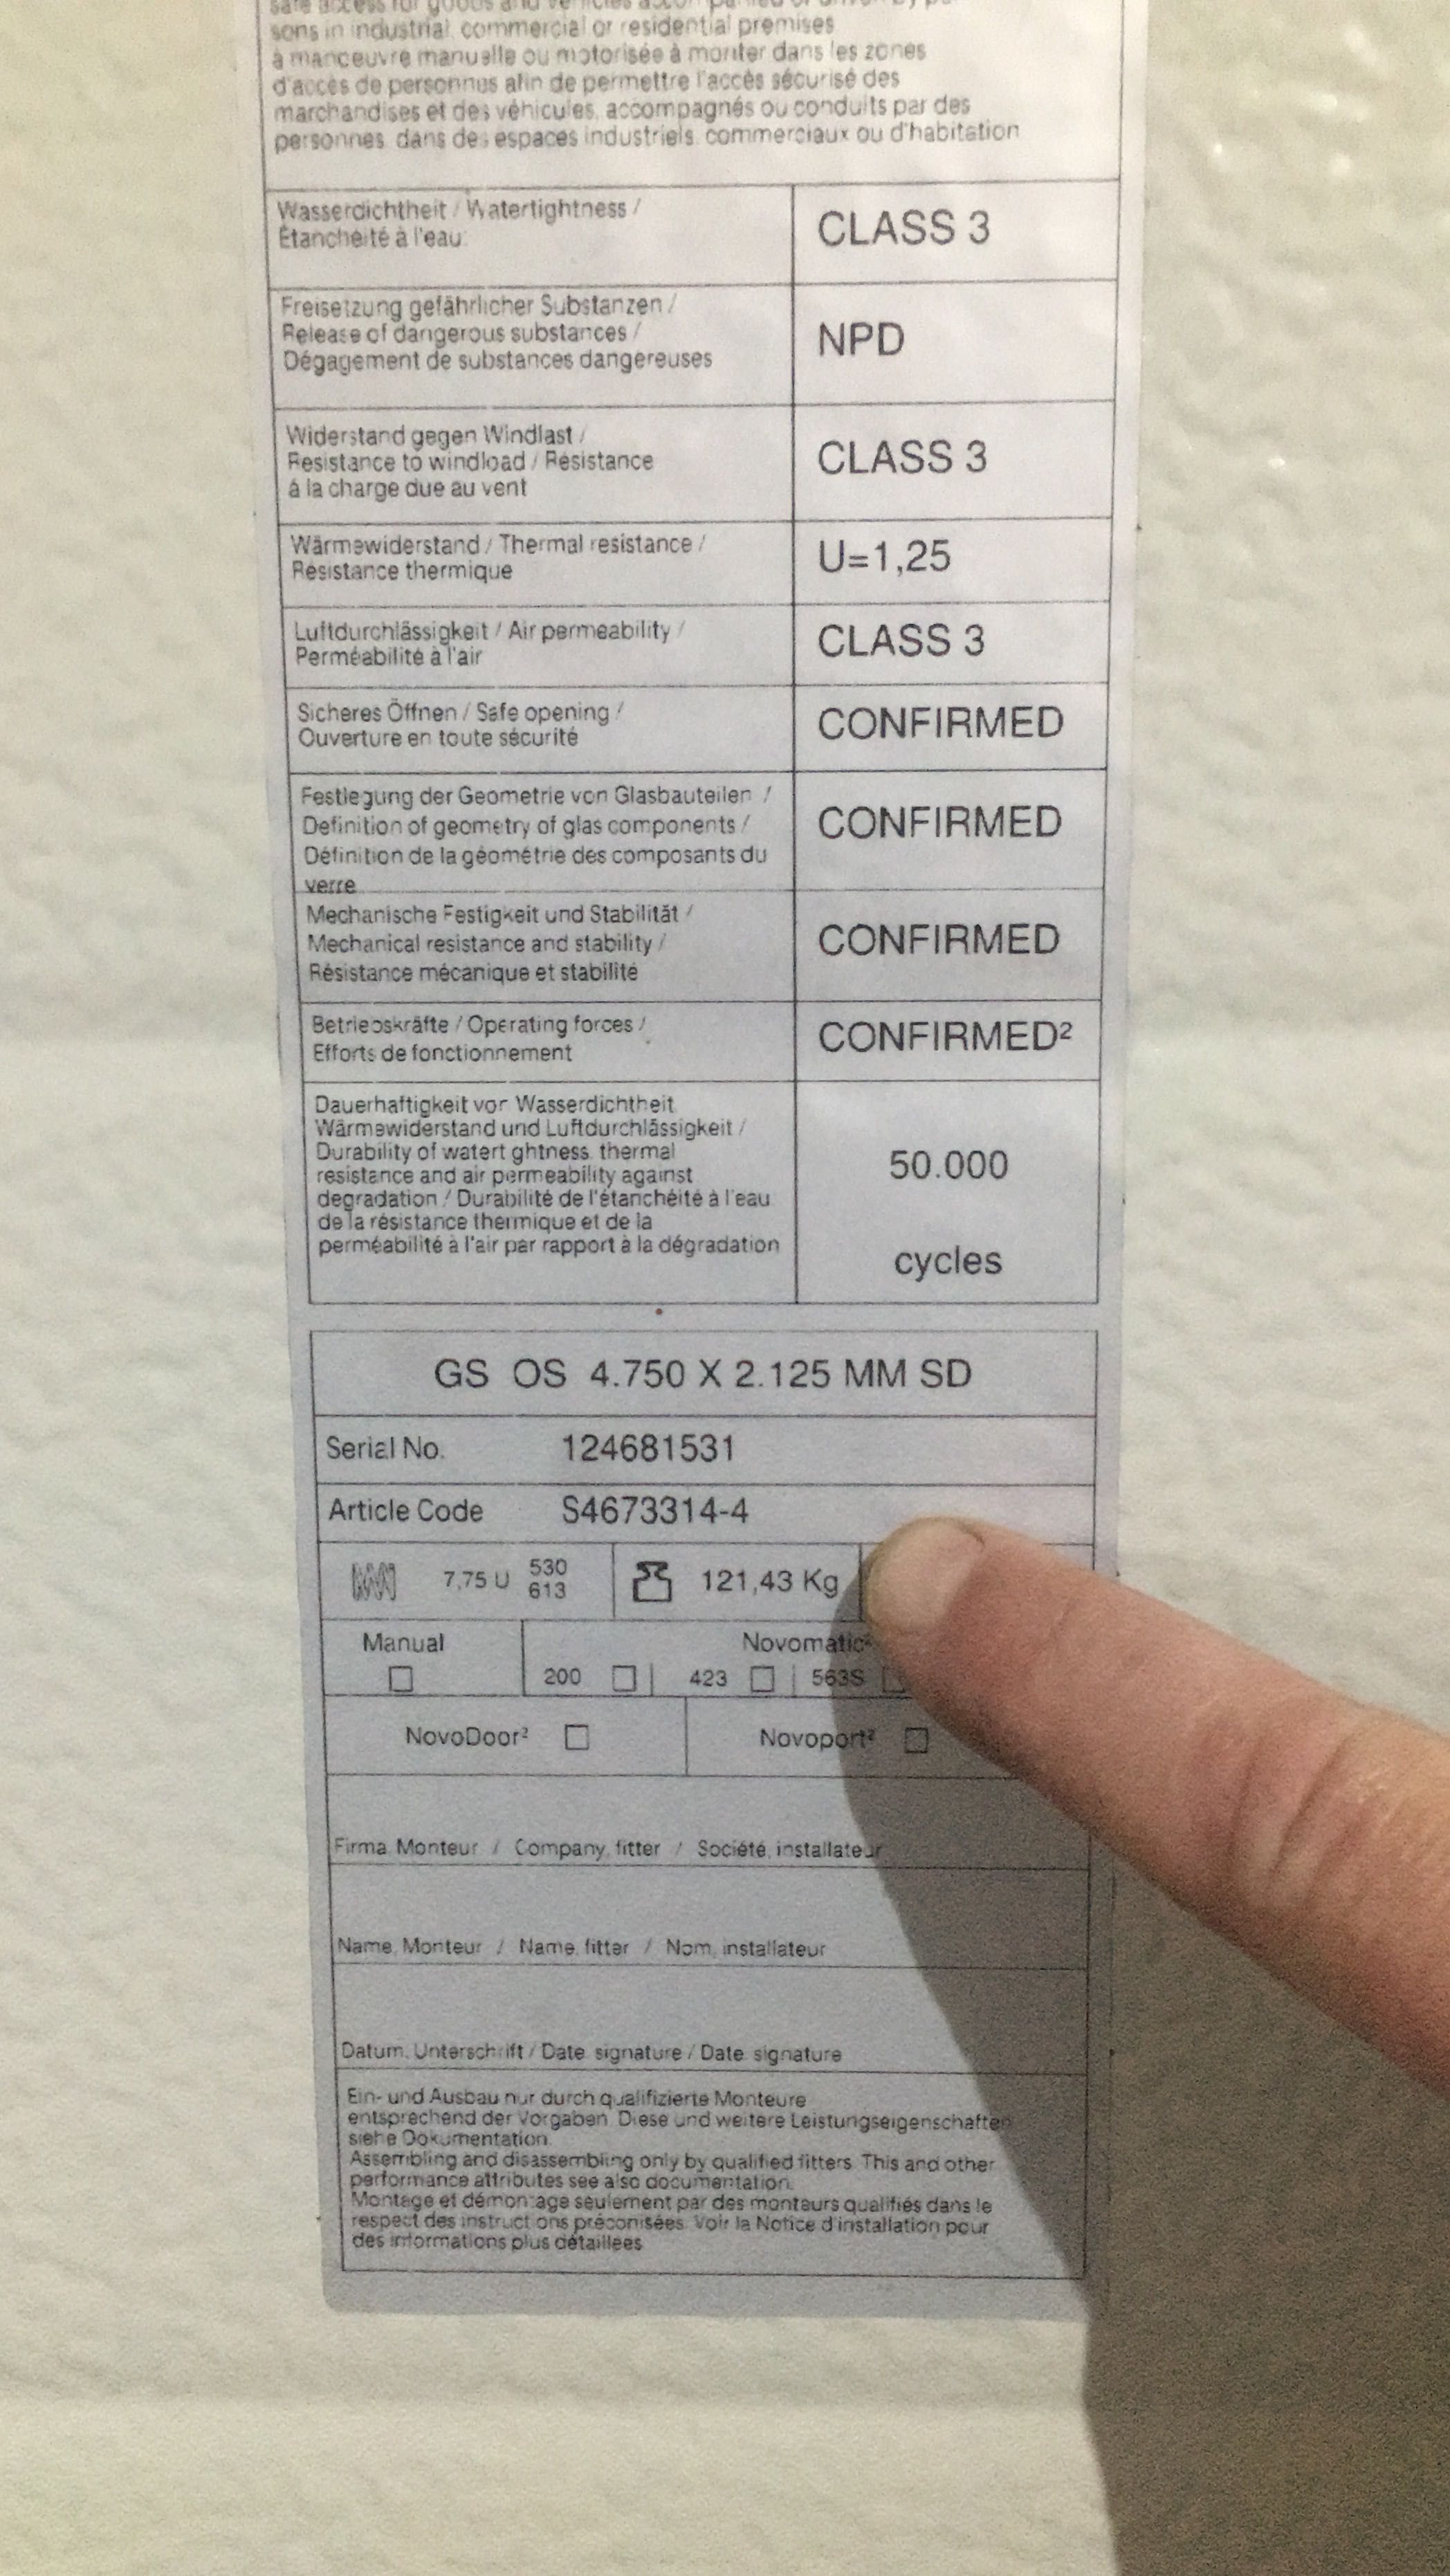 safe access for goods and vehicles accompanied or driven by per-
sons in industrial, commercial or residential premises
à manœuvre manuelle ou motorisée à monter dans les zones
d'accès de personnes afin de permettre l'accès sécurisé des
marchandises et des véhicules, accompagnés ou conduits par des
personnes, dans des espaces industriels, commerciaux ou d'habitation
Wasserdichtheit / Watertightness /
Étanchéité à l'eau
CLASS 3
Freisetzung gefährlicher Substanzen /
Release of dangerous substances /
Dégagement de substances dangereuses
NPD
Widerstand gegen Windlast /
Resistance to windload / Résistance
á la charge due au vent
CLASS 3
Wärmewiderstand / Thermal resistance /
Résistance thermique
U=1,25
Luftdurchlässigkeit / Air permeability /
Perméabilité à l'air
CLASS 3
Sicheres Öffnen / Safe opening /
Ouverture en toute sécurité
CONFIRMED
Festlegung der Geometrie von Glasbauteilen /
Definition of geometry of glas components /
Définition de la géométrie des composants du
verre
CONFIRMED
Mechanische Festigkeit und Stabilität /
Mechanical resistance and stability /
Résistance mécanique et stabilité
CONFIRMED
Betriebskräfte / Operating forces /
Efforts de fonctionnement
CONFIRMED²
Dauerhaftigkeit von Wasserdichtheit
Wärmewiderstand und Luftdurchlässigkeit /
Durability of watertightness, thermal
resistance and air permeability against
degradation / Durabilité de l'étanchéité à l'eau
de la résistance thermique et de la
perméabilité à l'air par rapport à la dégradation
50.000
cycles
GS OS 4.750 X 2.125 MM SD
Serial No. 124681531
Article Code S4673314-4
7,75 U 530
613
121,43 Kg
Manual
Novomatic²
200 423 563S
NovoDoor² Novoport²
Firma, Monteur / Company, fitter / Société, installateur
Name, Monteur / Name, fitter / Nom, installateur
Datum, Unterschrift / Date, signature / Date, signature
Ein- und Ausbau nur durch qualifizierte Monteure
entsprechend der Vorgaben. Diese und weitere Leistungseigenschaften
siehe Dokumentation.
Assembling and disassembling only by qualified fitters. This and other
performance attributes see also documentation.
Montage et démontage seulement par des monteurs qualifiés dans le
respect des instructions préconisées. Voir la Notice d'installation pour
des informations plus détaillées